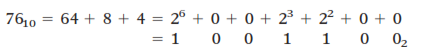 76₁₀ = 64 + 8 + 4 = 2⁶ + 0 + 0 + 2³ + 2² + 0 + 0
= 1 0 0 1 1 0 0₂